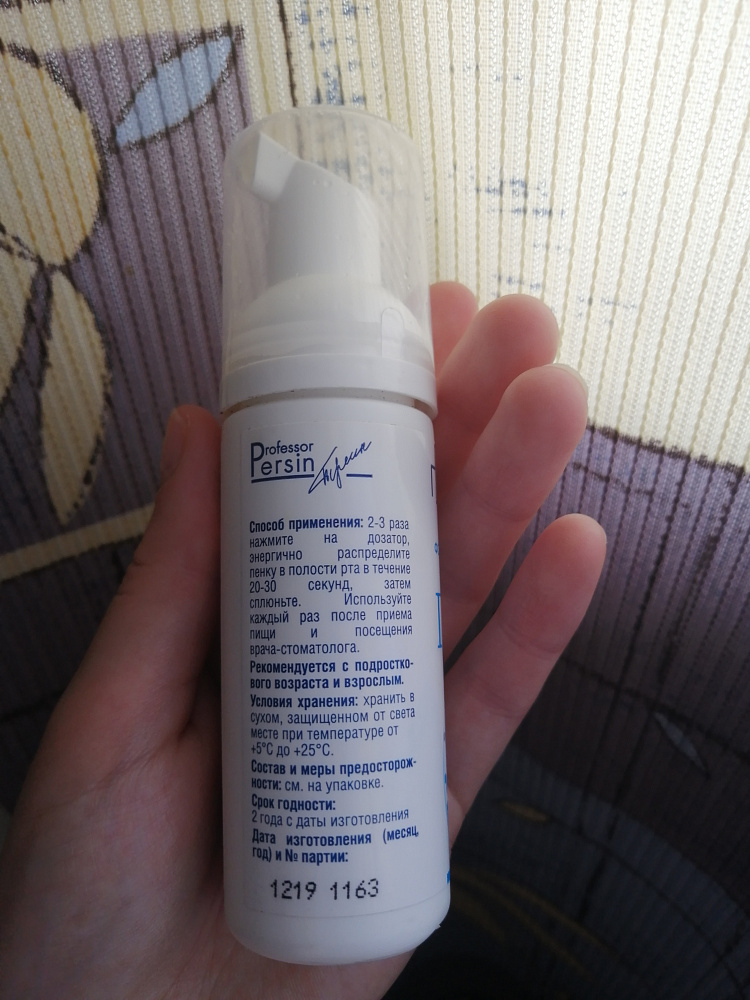 Professor
Persin
Способ применения: 2-3 раза
нажмите на дозатор,
энергично распределите
пенку в полости рта в течение
20-30 секунд, затем
сплюньте. Используйте
каждый раз после приема
пищи и посещения
врача-стоматолога.
Рекомендуется с подростко-
вого возраста и взрослым.
Условия хранения: хранить в
сухом, защищенном от света
месте при температуре от
+5°C до +25°C.
Состав и меры предосторож-
ности: см. на упаковке.
Срок годности:
2 года с даты изготовления
Дата изготовления (месяц,
год) и № партии:
1219 1163